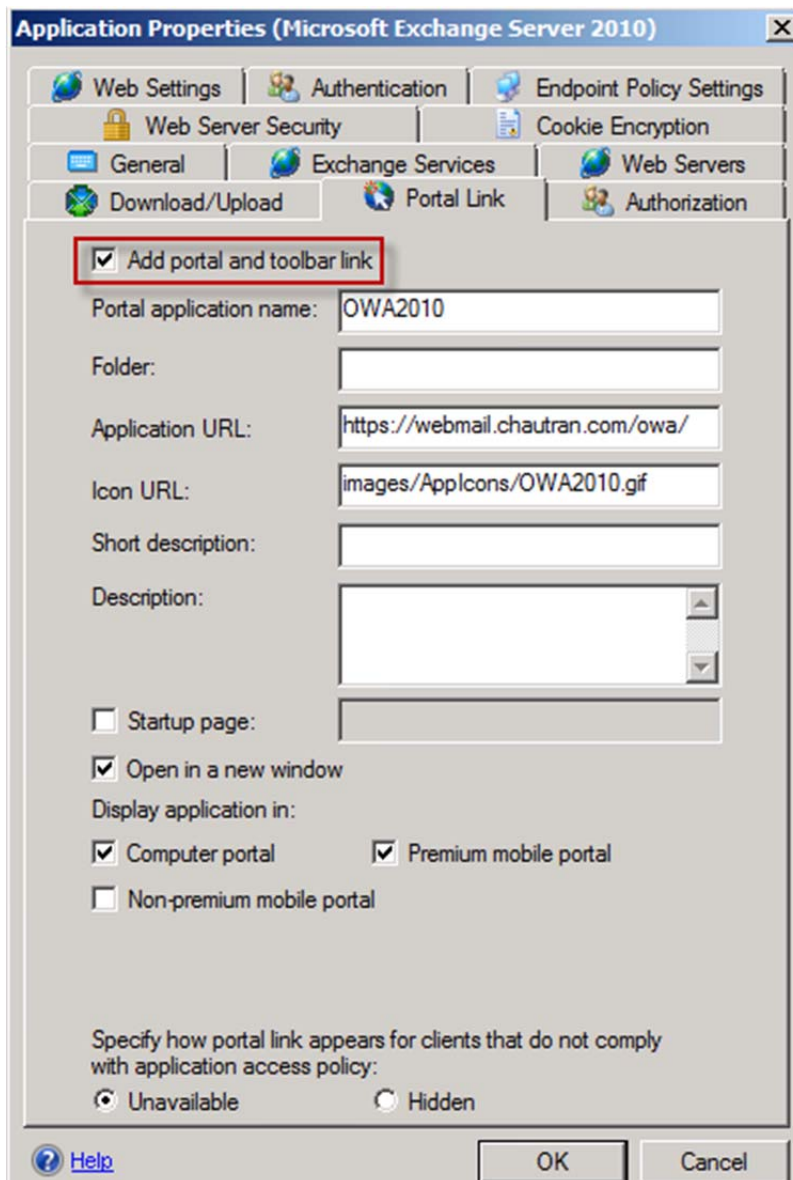 Application Properties (Microsoft Exchange Server 2010)
Web Settings
Authentication
Endpoint Policy Settings
Web Server Security
Cookie Encryption
General
Exchange Services
Web Servers
Download/Upload
Portal Link
Authorization
Add portal and toolbar link
Portal application name: OWA2010
Folder:
Application URL: https://webmail.chautran.com/owa/
Icon URL: images/AppIcons/OWA2010.gif
Short description:
Description:
Startup page:
Open in a new window
Display application in:
Computer portal
Premium mobile portal
Non-premium mobile portal
Specify how portal link appears for clients that do not comply
with application access policy:
Unavailable
Hidden
Help
OK
Cancel